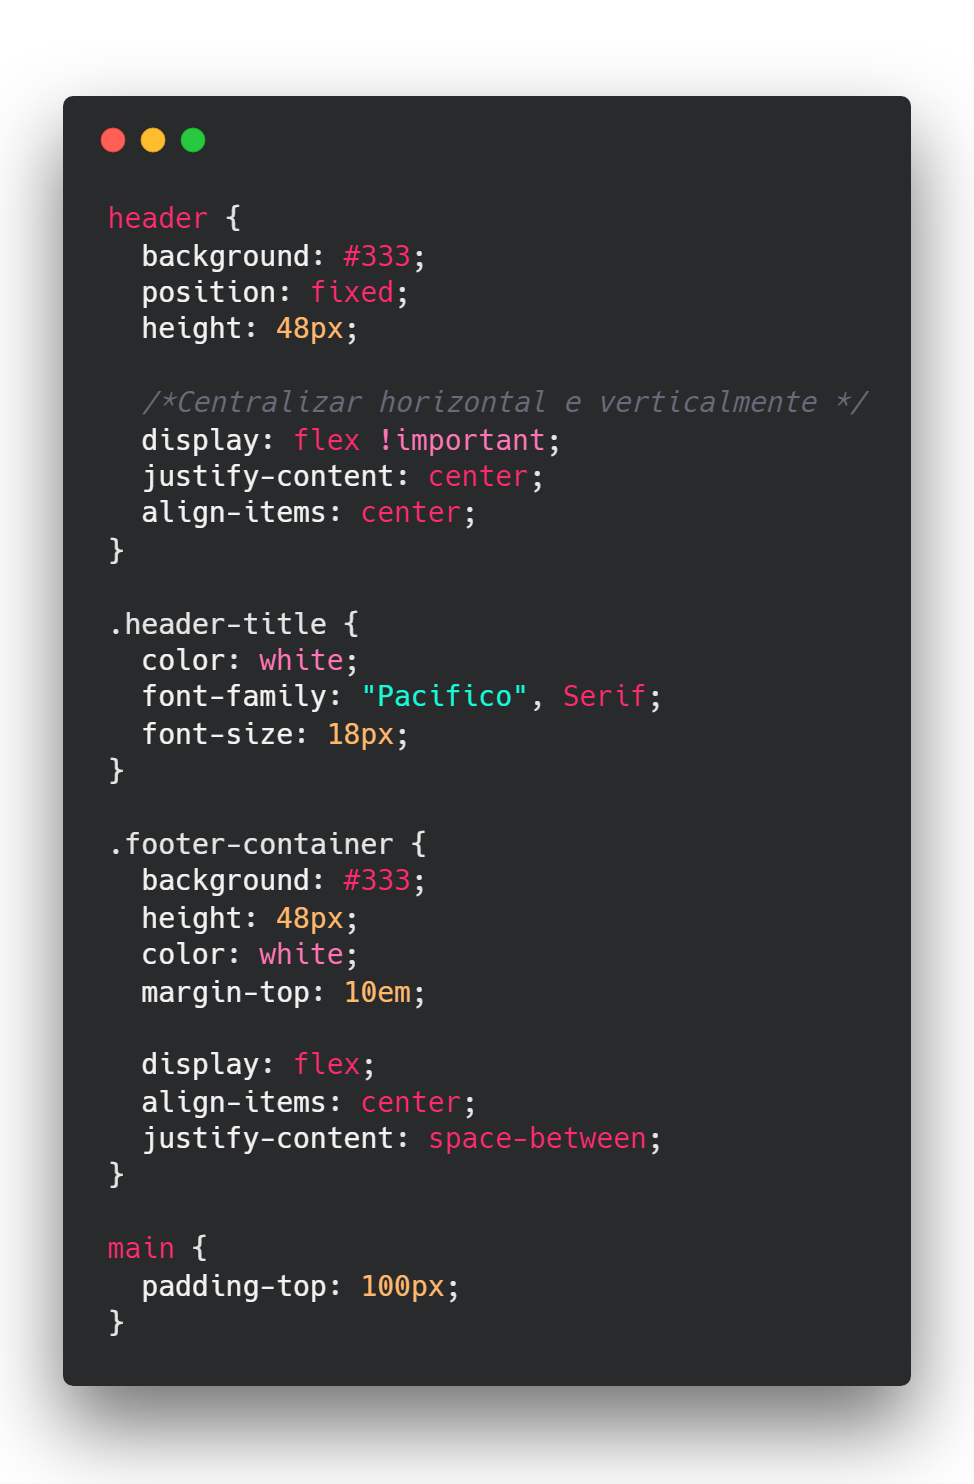 header {
  background: #333;
  position: fixed;
  height: 48px;

  /*Centralizar horizontal e verticalmente */
  display: flex !important;
  justify-content: center;
  align-items: center;
}

.header-title {
  color: white;
  font-family: "Pacifico", Serif;
  font-size: 18px;
}

.footer-container {
  background: #333;
  height: 48px;
  color: white;
  margin-top: 10em;

  display: flex;
  align-items: center;
  justify-content: space-between;
}

main {
  padding-top: 100px;
}